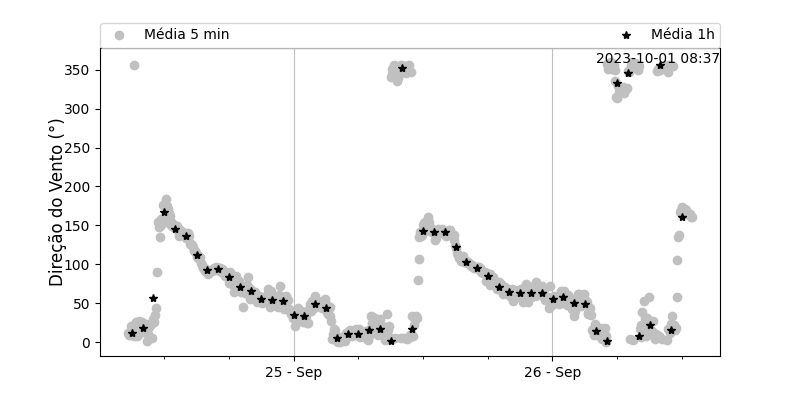 Média 5 min
Média 1h
2023-10-01 08:37
Direção do Vento (°)
350
300
250
200
150
100
50
0
25 - Sep
26 - Sep